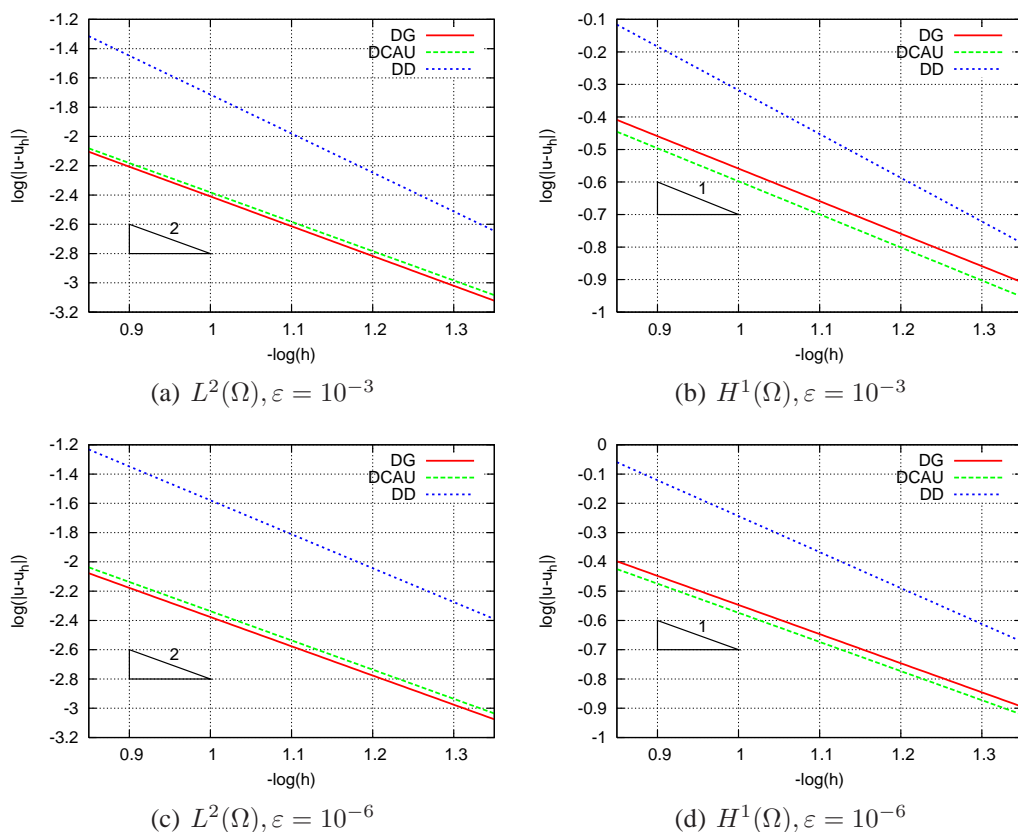 -1.2
-1.4
-1.6
-1.8
-2
-2.2
-2.4
-2.6
-2.8
-3
-3.2
log(|u-u_h|)
DG
DCAU
DD
2
0.9 1 1.1 1.2 1.3
-log(h)
(a) L²(Ω), ε = 10⁻³
-0.1
-0.2
-0.3
-0.4
-0.5
-0.6
-0.7
-0.8
-0.9
-1
log(|u-u_h|)
DG
DCAU
DD
1
0.9 1 1.1 1.2 1.3
-log(h)
(b) H¹(Ω), ε = 10⁻³
-1.2
-1.4
-1.6
-1.8
-2
-2.2
-2.4
-2.6
-2.8
-3
-3.2
log(|u-u_h|)
DG
DCAU
DD
2
0.9 1 1.1 1.2 1.3
-log(h)
(c) L²(Ω), ε = 10⁻⁶
0
-0.1
-0.2
-0.3
-0.4
-0.5
-0.6
-0.7
-0.8
-0.9
-1
log(|u-u_h|)
DG
DCAU
DD
1
0.9 1 1.1 1.2 1.3
-log(h)
(d) H¹(Ω), ε = 10⁻⁶